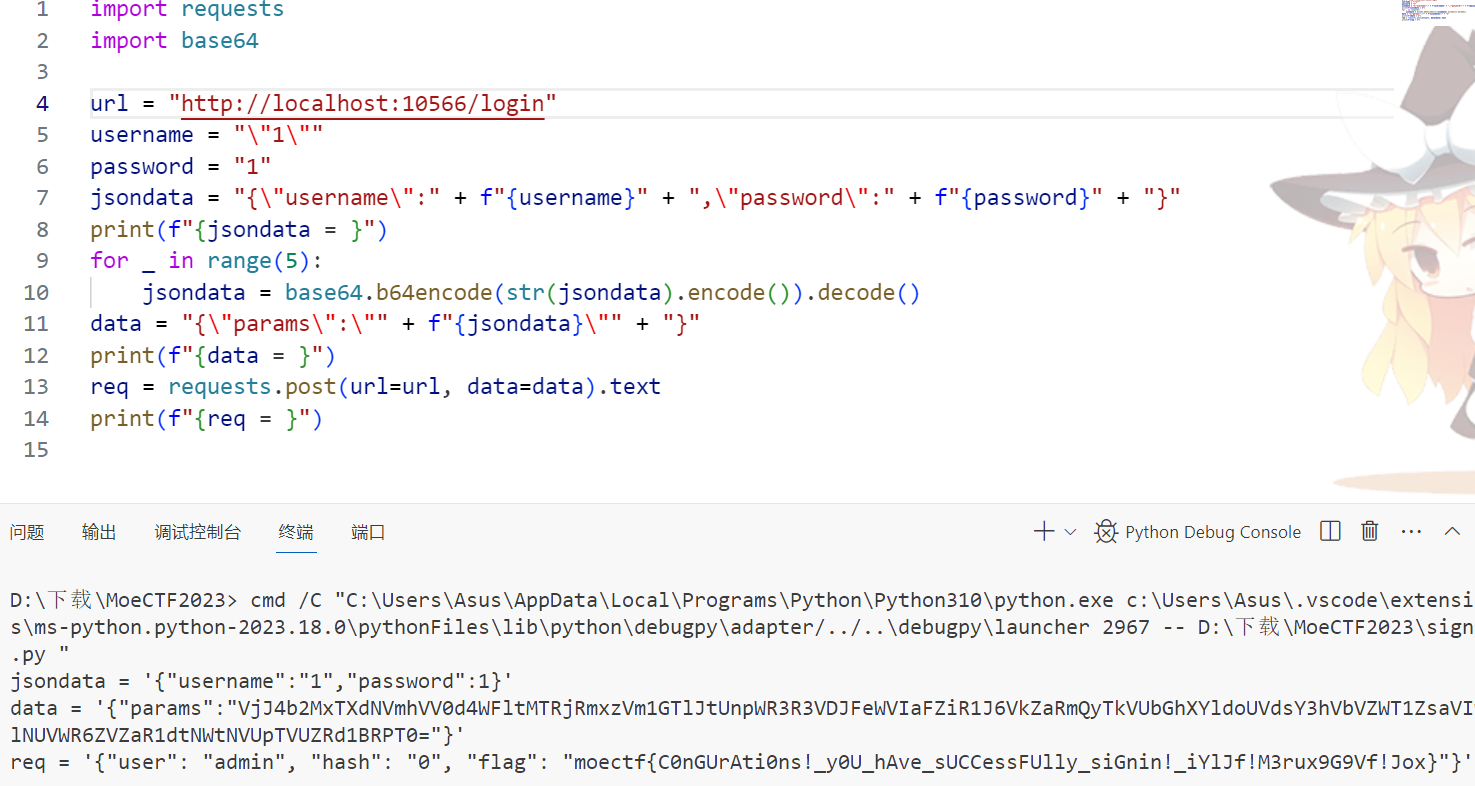 1 import requests
2 import base64
3
4 url = "http://localhost:10566/login"
5 username = "\"1\""
6 password = "1"
7 jsondata = "{\"username\":" + f"{username}" + ",\"password\":" + f"{password}" + "}"
8 print(f"{jsondata = }")
9 for _ in range(5):
10 jsondata = base64.b64encode(str(jsondata).encode()).decode()
11 data = "{\"params\":\"" + f"{jsondata}\"" + "}"
12 print(f"{data = }")
13 req = requests.post(url=url, data=data).text
14 print(f"{req = }")
15
问题 输出 调试控制台 终端 端口 Python Debug Console
D:\下载\MoeCTF2023> cmd /C "C:\Users\Asus\AppData\Local\Programs\Python\Python310\python.exe c:\Users\Asus\.vscode\extensi
s\ms-python.python-2023.18.0\pythonFiles\lib\python\debugpy\adapter/../..\debugpy\launcher 2967 -- D:\下载\MoeCTF2023\sign
.py "
jsondata = '{"username":"1","password":1}'
data = '{"params":"VjJ4b2MxTXdNVmhVV0d4WFltMTRjRmxzVm1GTlJtUnpWR3R3VDJFeWVIaFZiR1J6VkZaRmQyTkVUbGhXYldoUVdsY3hVbVZWT1ZsaVI
lNUVWR6ZVZaR1dtNWtNVUpTVUZRd1BRPT0="}'
req = '{"user": "admin", "hash": "0", "flag": "moectf{C0nGUrAti0ns!_y0U_hAve_sUCCessFUlly_siGnin!_iYlJf!M3rux9G9Vf!Jox}"}'